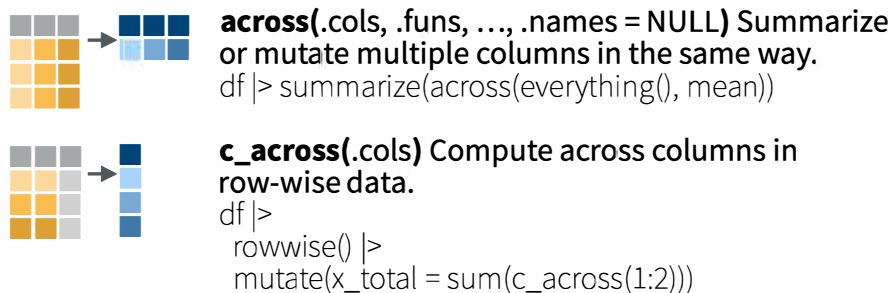 across(.cols, .funs, …, .names = NULL) Summarize
or mutate multiple columns in the same way.
df |> summarize(across(everything(), mean))
c_across(.cols) Compute across columns in
row-wise data.
df |>
rowwise() |>
mutate(x_total = sum(c_across(1:2)))